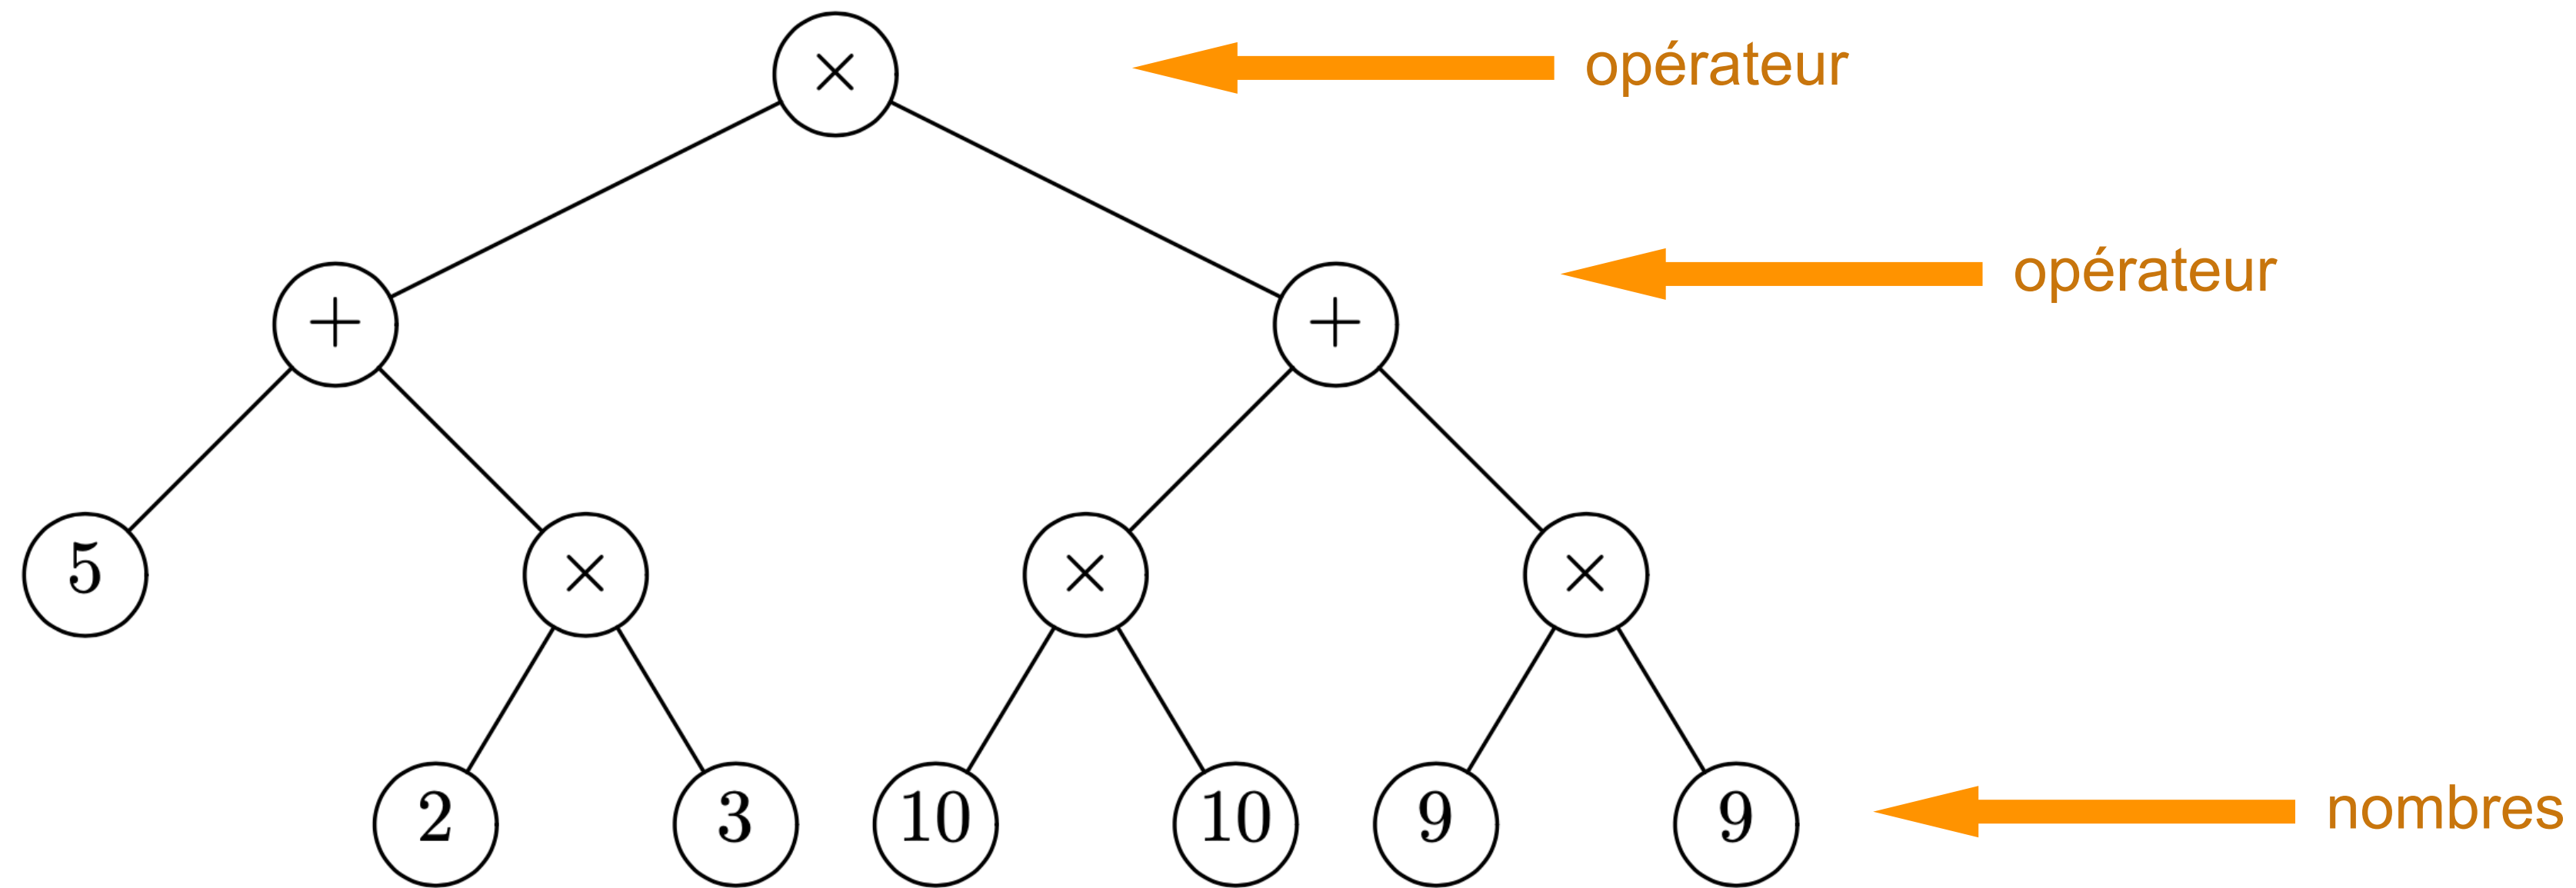 × opérateur
+ + opérateur
5 × × ×
2 3 10 10 9 9 nombres